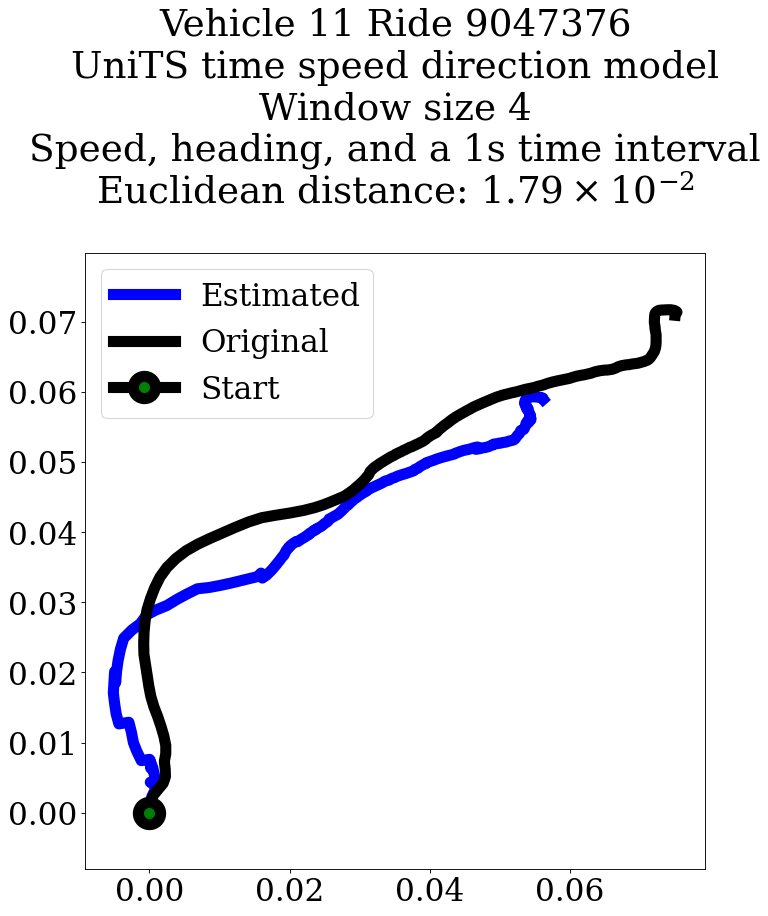 Vehicle 11 Ride 9047376
UniTS time speed direction model
Window size 4
Speed, heading, and a 1s time interval
Euclidean distance: 1.79 × 10⁻²
Estimated
Original
Start
0.07
0.06
0.05
0.04
0.03
0.02
0.01
0.00
0.00 0.02 0.04 0.06